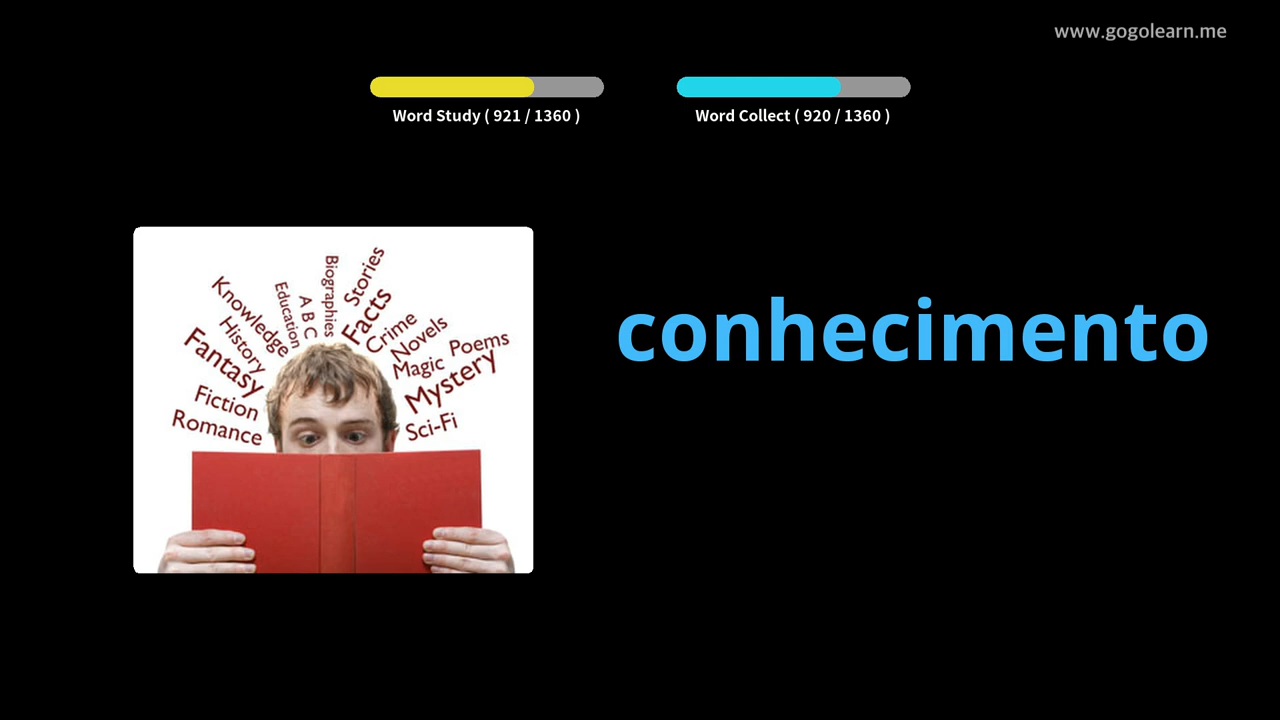 www.gogolearn.me
Word Study ( 921 / 1360 )
Word Collect ( 920 / 1360 )
conhecimento
Knowledge
Education
A B C
Biographies
Stories
Facts
History
Crime
Novels
Fantasy
Magic
Poems
Fiction
Mystery
Romance
Sci-Fi